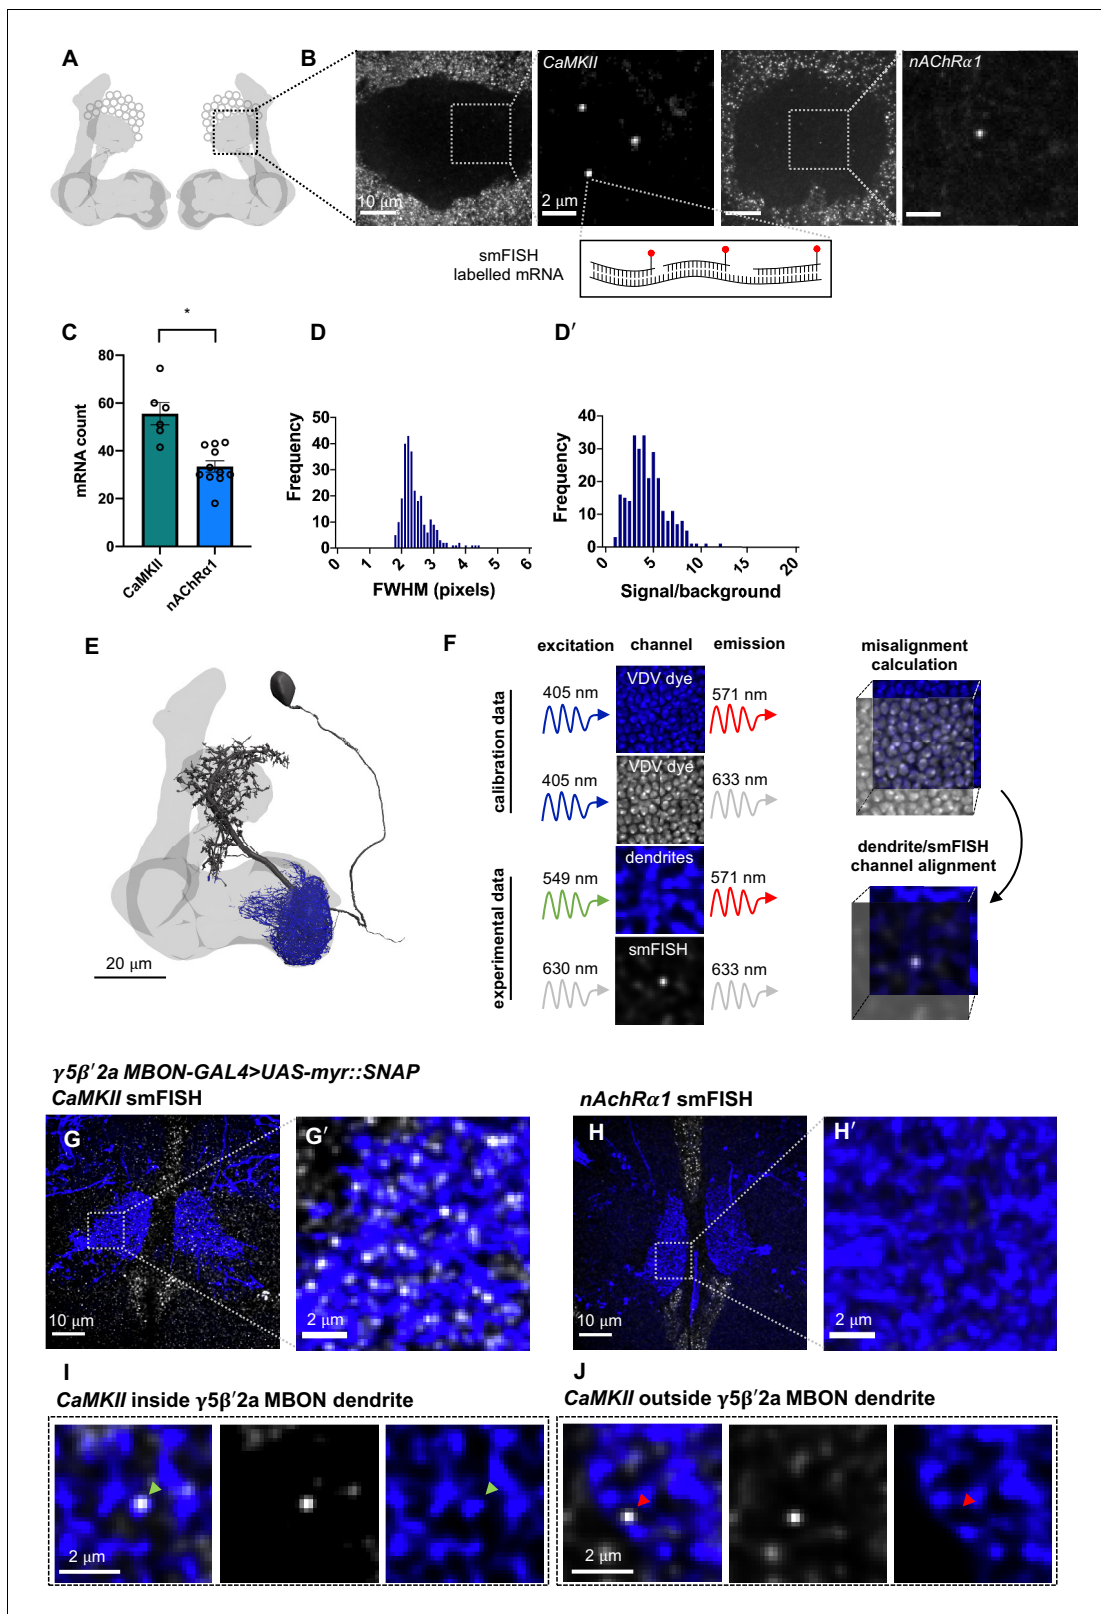 A
B
CaMKII
nAChRα1
10 μm
2 μm
smFISH
labelled mRNA
C
*
mRNA count
80
60
40
20
0
CaMKII
nAChRα1
D
Frequency
50
40
30
20
10
0
0 1 2 3 4 5 6
FWHM (pixels)
D′
Frequency
40
30
20
10
0
0 5 10 15 20
Signal/background
E
20 μm
F
excitation channel emission
calibration data
405 nm
VDV dye
571 nm
405 nm
VDV dye
633 nm
experimental data
549 nm
dendrites
571 nm
630 nm
smFISH
633 nm
misalignment
calculation
dendrite/smFISH
channel alignment
γ5β′2a MBON-GAL4>UAS-myr::SNAP
CaMKII smFISH
G
10 μm
G′
2 μm
nAchRα1 smFISH
H
10 μm
H′
2 μm
I
CaMKII inside γ5β′2a MBON dendrite
2 μm
J
CaMKII outside γ5β′2a MBON dendrite
2 μm